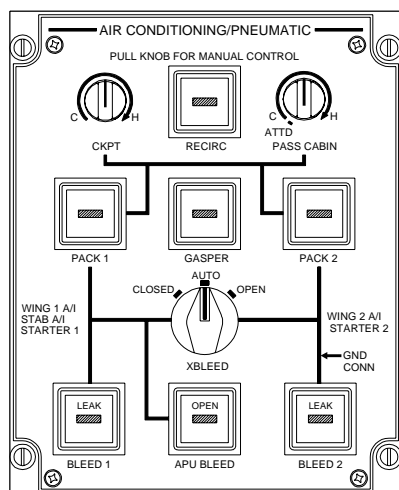 AIR CONDITIONING/PNEUMATIC
PULL KNOB FOR MANUAL CONTROL
C H
C H
ATTD
CKPT
RECIRC
PASS CABIN
PACK 1
GASPER
PACK 2
AUTO
CLOSED
OPEN
WING 1 A/I
STAB A/I
STARTER 1
WING 2 A/I
STARTER 2
XBLEED
GND
CONN
LEAK
OPEN
LEAK
BLEED 1
APU BLEED
BLEED 2